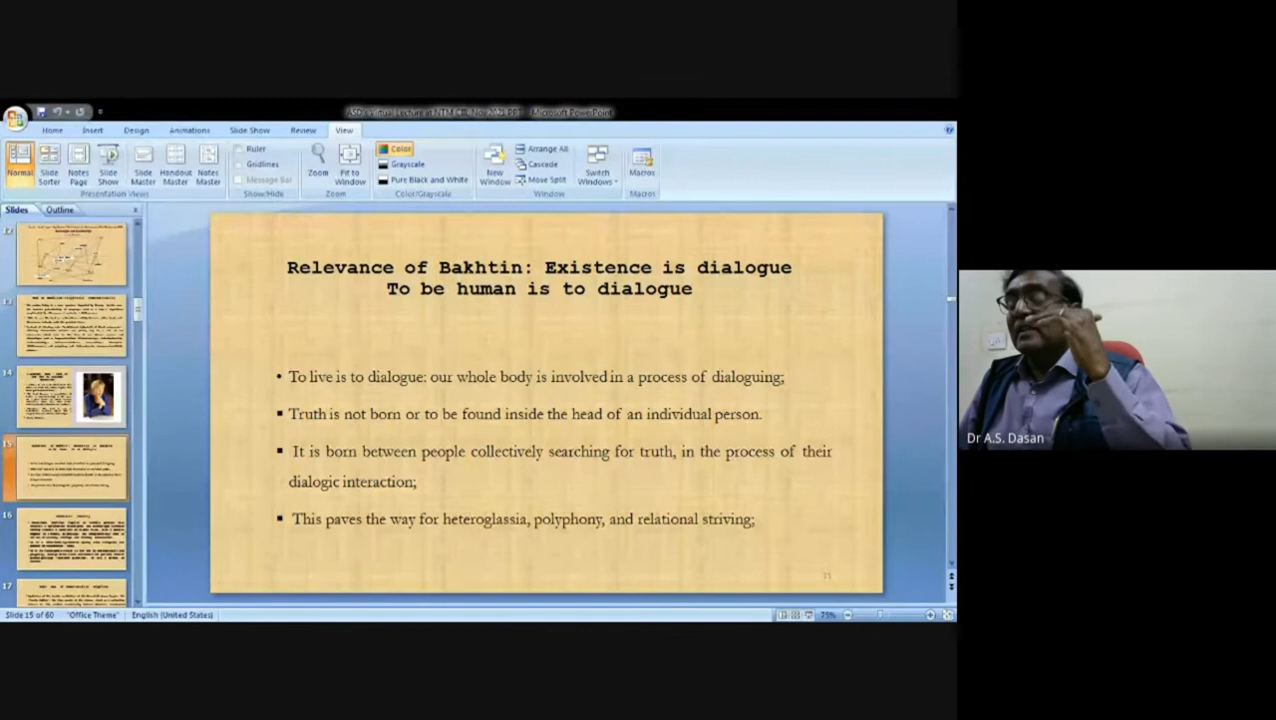 Home Insert Design Animations Slide Show Review View
Normal Slide Sorter Notes Page Slide Show Slide Master Handout Master Notes Master
Presentation Views
Ruler
Gridlines
Message Bar
Show/Hide
Zoom Fit to Window
Zoom
Color
Grayscale
Pure Black and White
Color/Grayscale
New Window
Arrange All
Cascade
Move Split
Window
Switch Windows
Macros
Macros
Slides Outline
12
13
14
15
16
17
Relevance of Bakhtin: Existence is dialogue
To be human is to dialogue
• To live is to dialogue: our whole body is involved in a process of dialoguing;
▪ Truth is not born or to be found inside the head of an individual person.
▪ It is born between people collectively searching for truth, in the process of their
dialogic interaction;
▪ This paves the way for heteroglassia, polyphony, and relational striving;
Dr A.S. Dasan
Slide 15 of 60 "Office Theme" English (United States) 75%